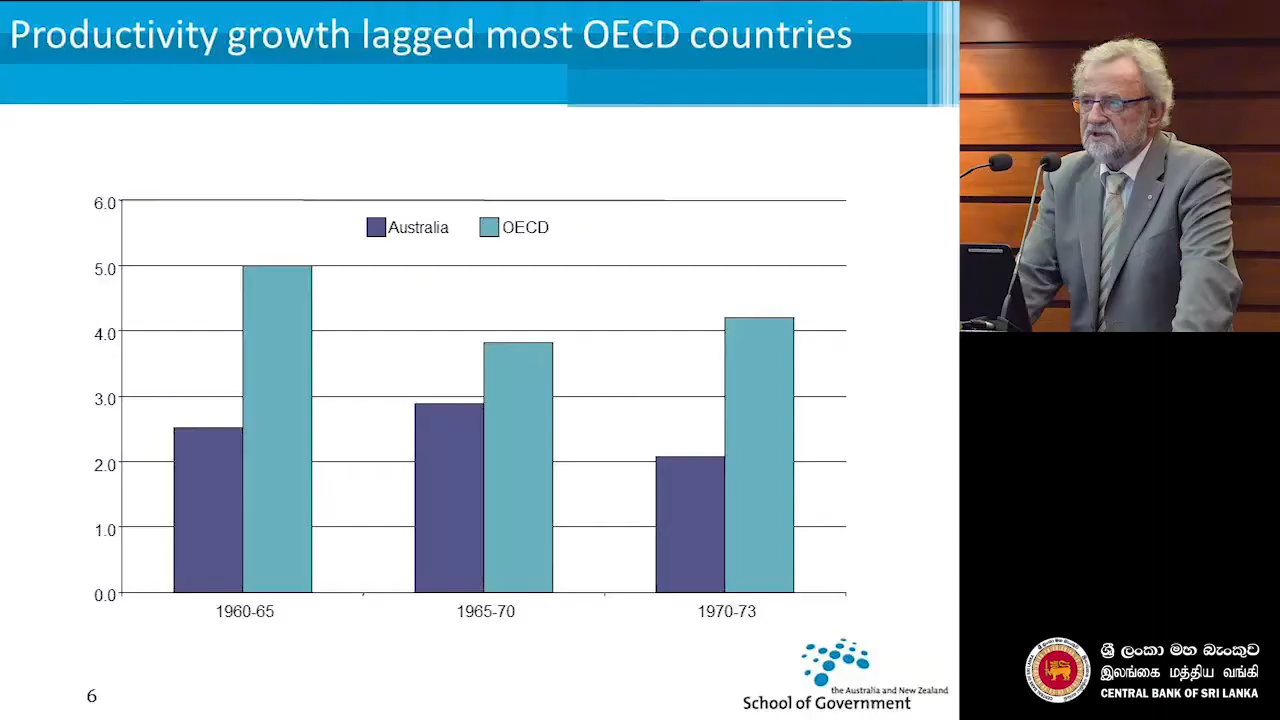 Productivity growth lagged most OECD countries
6.0
Australia
OECD
5.0
4.0
3.0
2.0
1.0
0.0
1960-65
1965-70
1970-73
6
the Australia and New Zealand
School of Government
ශ්‍රී ලංකා මහ බැංකුව
இலங்கை மத்திய வங்கி
CENTRAL BANK OF SRI LANKA